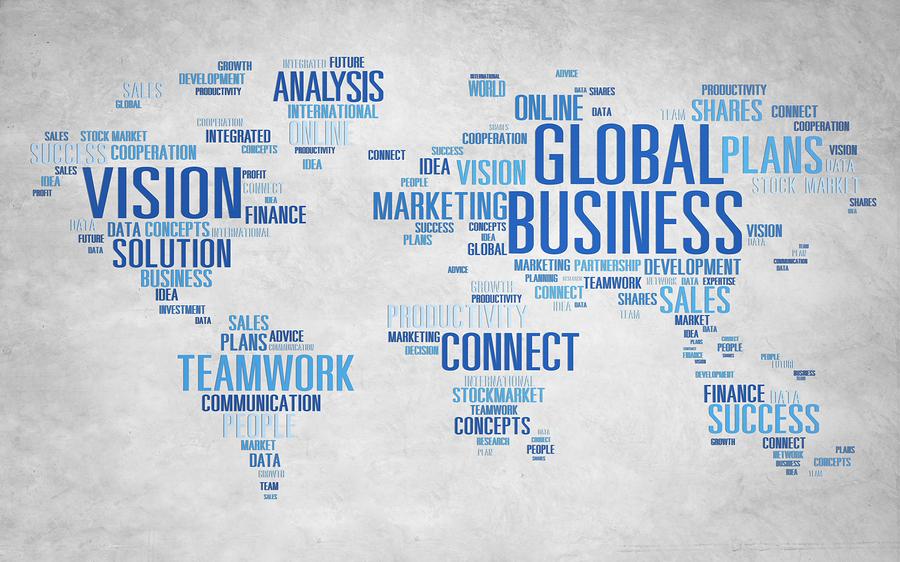 GROWTH
DEVELOPMENT
PRODUCTIVITY
SALES
GLOBAL
INTEGRATED FUTURE
ANALYSIS
INTERNATIONAL
ONLINE
PRODUCTIVITY
IDEA
COOPERATION
INTEGRATED
CONCEPTS
SALES STOCK MARKET
SUCCESS COOPERATION
SALES
IDEA
PROFIT
VISION
PROFIT
CONNECT
IDEA
FINANCE
DATA
DATA CONCEPTS INTERNATIONAL
FUTURE
DATA
SOLUTION
BUSINESS
IDEA
INVESTMENT
DATA
SALES
PLANS ADVICE
COMMUNICATION
TEAMWORK
COMMUNICATION
PEOPLE
MARKET
DATA
GROWTH
TEAM
SALES
INTERNATIONAL
WORLD
ADVICE
DATA SHARES
ONLINE DATA
SHARES
COOPERATION
CONNECT
SUCCESS
IDEA
VISION
PEOPLE
MARKETING
SUCCESS
PLANS
CONCEPTS
IDEA
GLOBAL
GLOBAL
BUSINESS
PRODUCTIVITY
TEAM SHARES CONNECT
COOPERATION
PLANS
VISION
DATA
STOCK MARKET
SHARES
IDEA
VISION
DATA
TEAM
PLAN
COMMUNICATION
DATA
ADVICE
MARKETING PARTNERSHIP DEVELOPMENT
PLANNING RESEARCH TEAMWORK NETWORK DATA EXPERTISE
GROWTH
PRODUCTIVITY
CONNECT
IDEA DATA
SHARES SALES
TEAM
MARKET
DATA
IDEA
PLANS
CONNECT
PEOPLE
SHARES
CONTACT
FINANCE
VISION
PRODUCTIVITY
MARKETING
DECISION
CONNECT
INTERNATIONAL
STOCKMARKET
TEAMWORK
CONCEPTS
RESEARCH
PLAN
DATA
CONNECT
PEOPLE
SHARES
PEOPLE
FUTURE
BUSINESS
TEAM
DEVELOPMENT
FINANCE DATA
SUCCESS
GROWTH
CONNECT
NETWORK
BUSINESS
IDEA TEAM
PLANS
CONCEPTS